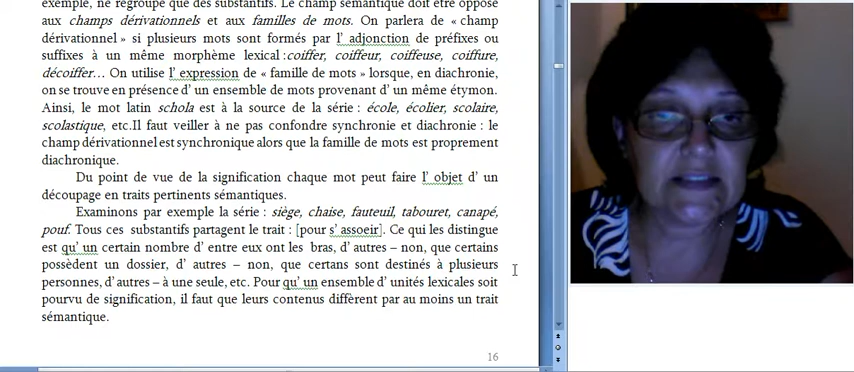 exemple, ne regroupe que des substantifs. Le champ sémantique doit être opposé
aux champs dérivationnels et aux familles de mots. On parlera de « champ
dérivationnel » si plusieurs mots sont formés par l' adjonction de préfixes ou
suffixes à un même morphème lexical :coiffer, coiffeur, coiffeuse, coiffure,
décoiffer… On utilise l' expression de « famille de mots » lorsque, en diachronie,
on se trouve en présence d' un ensemble de mots provenant d' un même étymon.
Ainsi, le mot latin schola est à la source de la série : école, écolier, scolaire,
scolastique, etc.Il faut veiller à ne pas confondre synchronie et diachronie : le
champ dérivationnel est synchronique alors que la famille de mots est proprement
diachronique.
Du point de vue de la signification chaque mot peut faire l' objet d' un
découpage en traits pertinents sémantiques.
Examinons par exemple la série : siège, chaise, fauteuil, tabouret, canapé,
pouf. Tous ces substantifs partagent le trait : [pour s' assoeir]. Ce qui les distingue
est qu' un certain nombre d' entre eux ont les bras, d' autres – non, que certains
possèdent un dossier, d' autres – non, que certans sont destinés à plusieurs
personnes, d' autres – à une seule, etc. Pour qu' un ensemble d' unités lexicales soit
pourvu de signification, il faut que leurs contenus diffèrent par au moins un trait
sémantique.
16